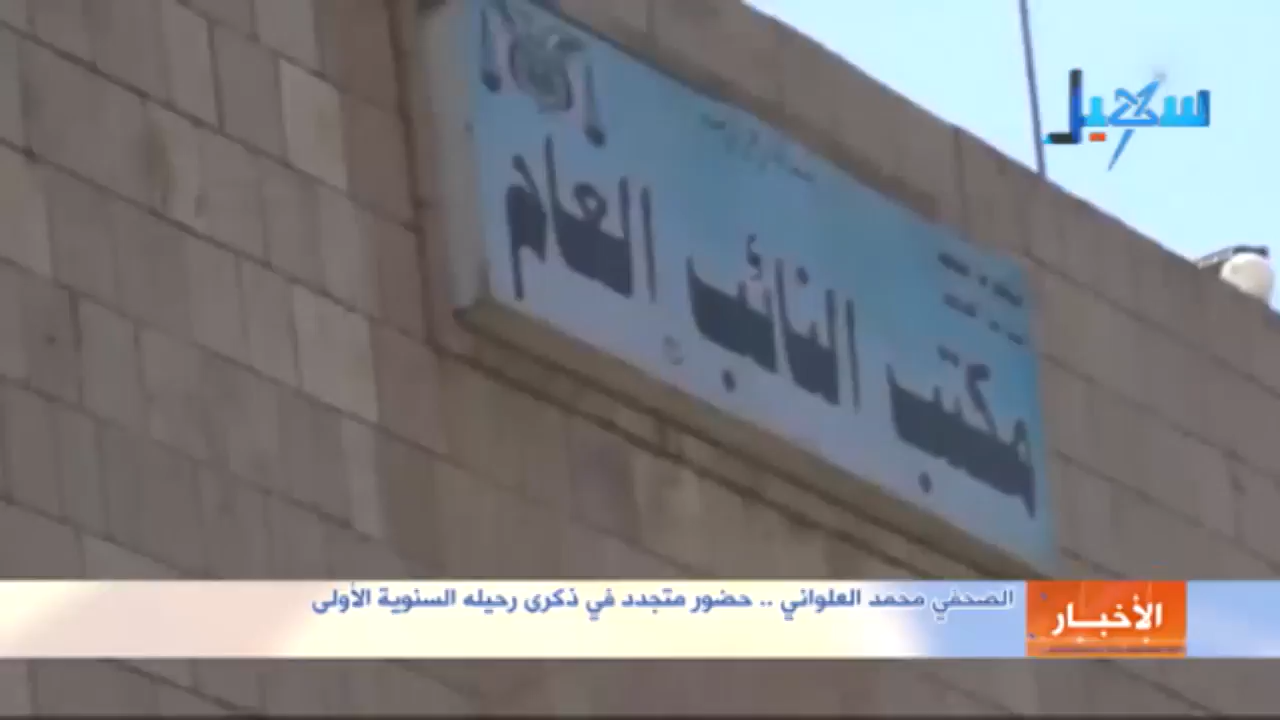 سهيل
مكتب النائب العام
الصحفي محمد العلواني .. حضور متجدد في ذكرى رحيله السنوية الأولى
الأخبار